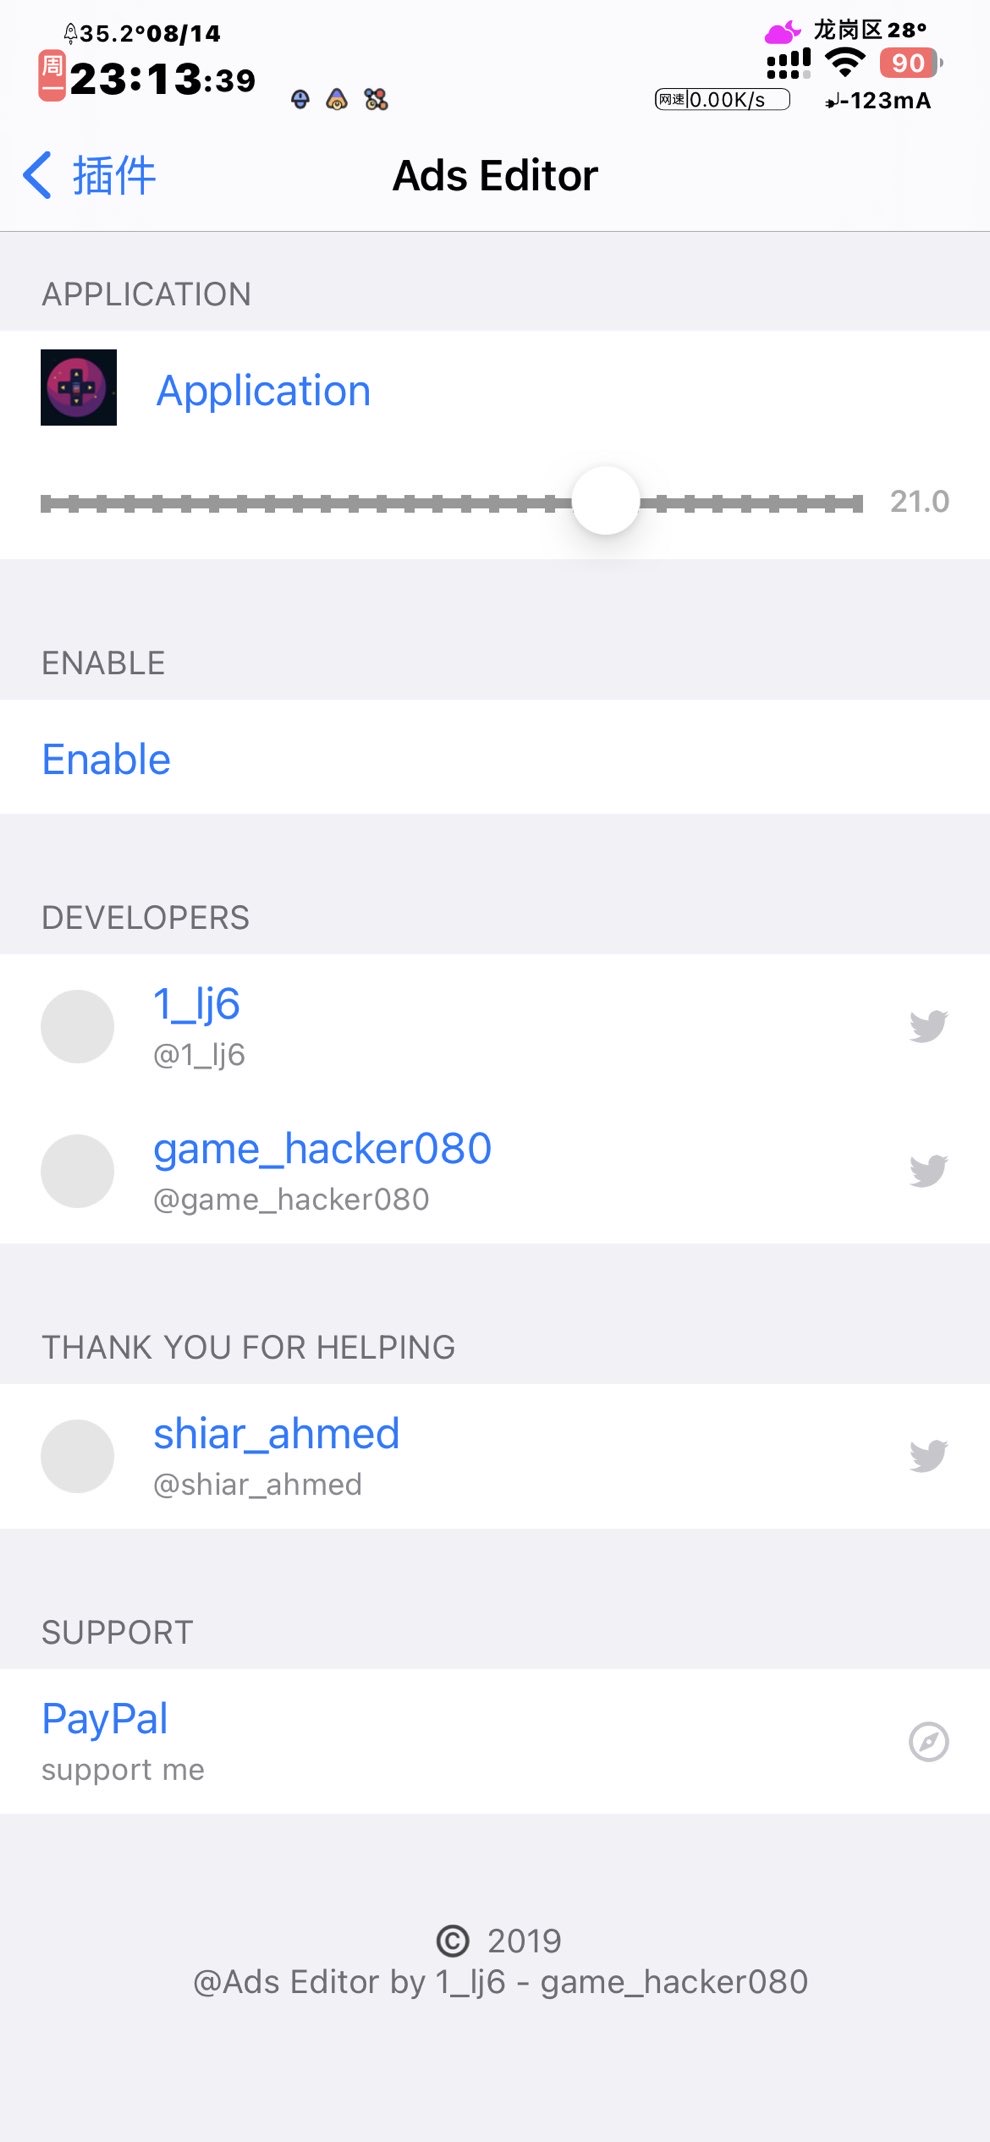 35.2°08/14
龙岗区 28°
周一
23:13:39
90
网速 0.00K/s
-123mA
插件
Ads Editor
APPLICATION
Application
21.0
ENABLE
Enable
DEVELOPERS
1_lj6
@1_lj6
game_hacker080
@game_hacker080
THANK YOU FOR HELPING
shiar_ahmed
@shiar_ahmed
SUPPORT
PayPal
support me
© 2019
@Ads Editor by 1_lj6 - game_hacker080